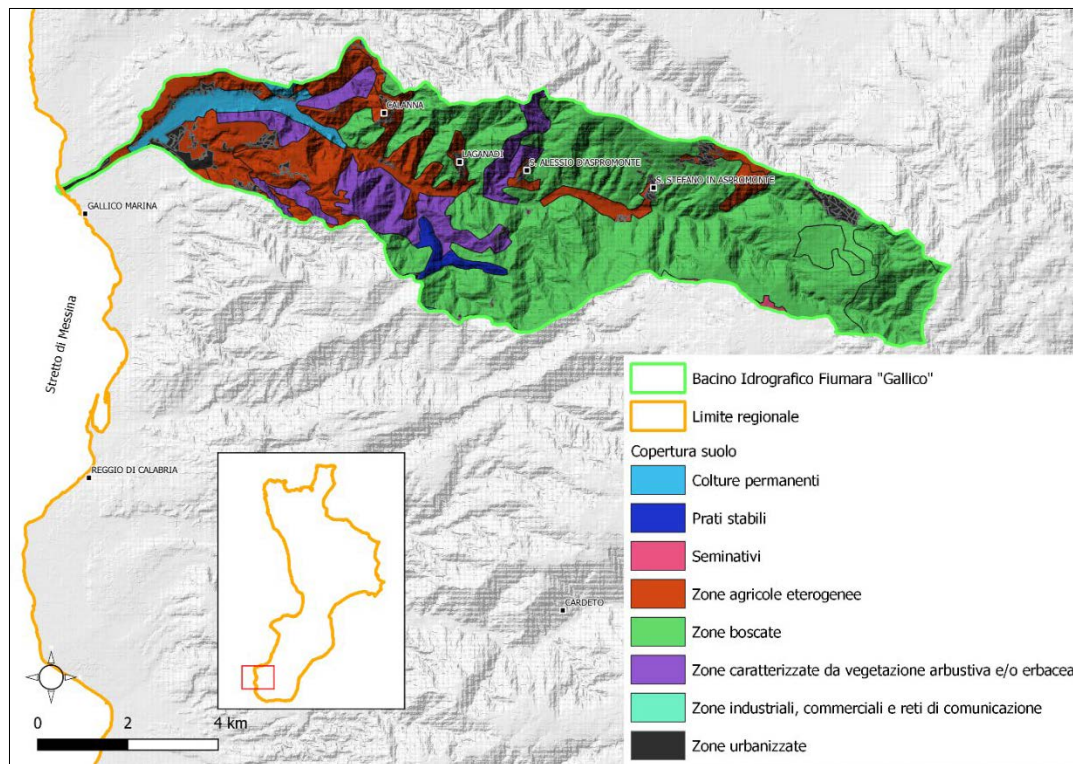 CALANNA
LAGANADI
S. ALESSIO D'ASPROMONTE
S. STEFANO IN ASPROMONTE
GALLICO MARINA
Stretto di Messina
REGGIO DI CALABRIA
CARDETO
Bacino Idrografico Fiumara "Gallico"
Limite regionale
Copertura suolo
Colture permanenti
Prati stabili
Seminativi
Zone agricole eterogenee
Zone boscate
Zone caratterizzate da vegetazione arbustiva e/o erbacea
Zone industriali, commerciali e reti di comunicazione
Zone urbanizzate
0 2 4 km